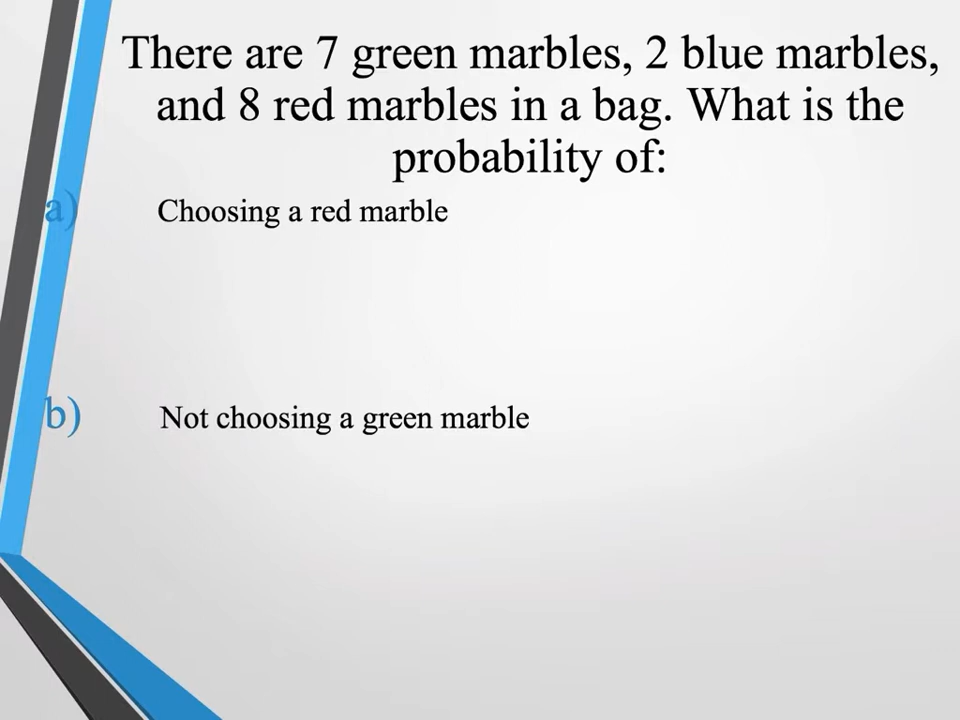 There are 7 green marbles, 2 blue marbles,
and 8 red marbles in a bag. What is the
probability of:
a) Choosing a red marble
b) Not choosing a green marble